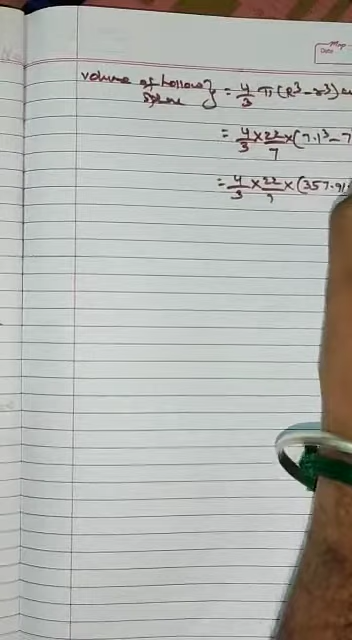 volume of hollow
sphere } = 4/3 π(R³-r³) cu
= 4/3 × 22/7 × (7.1³ - 7
= 4/3 × 22/7 × (357.91